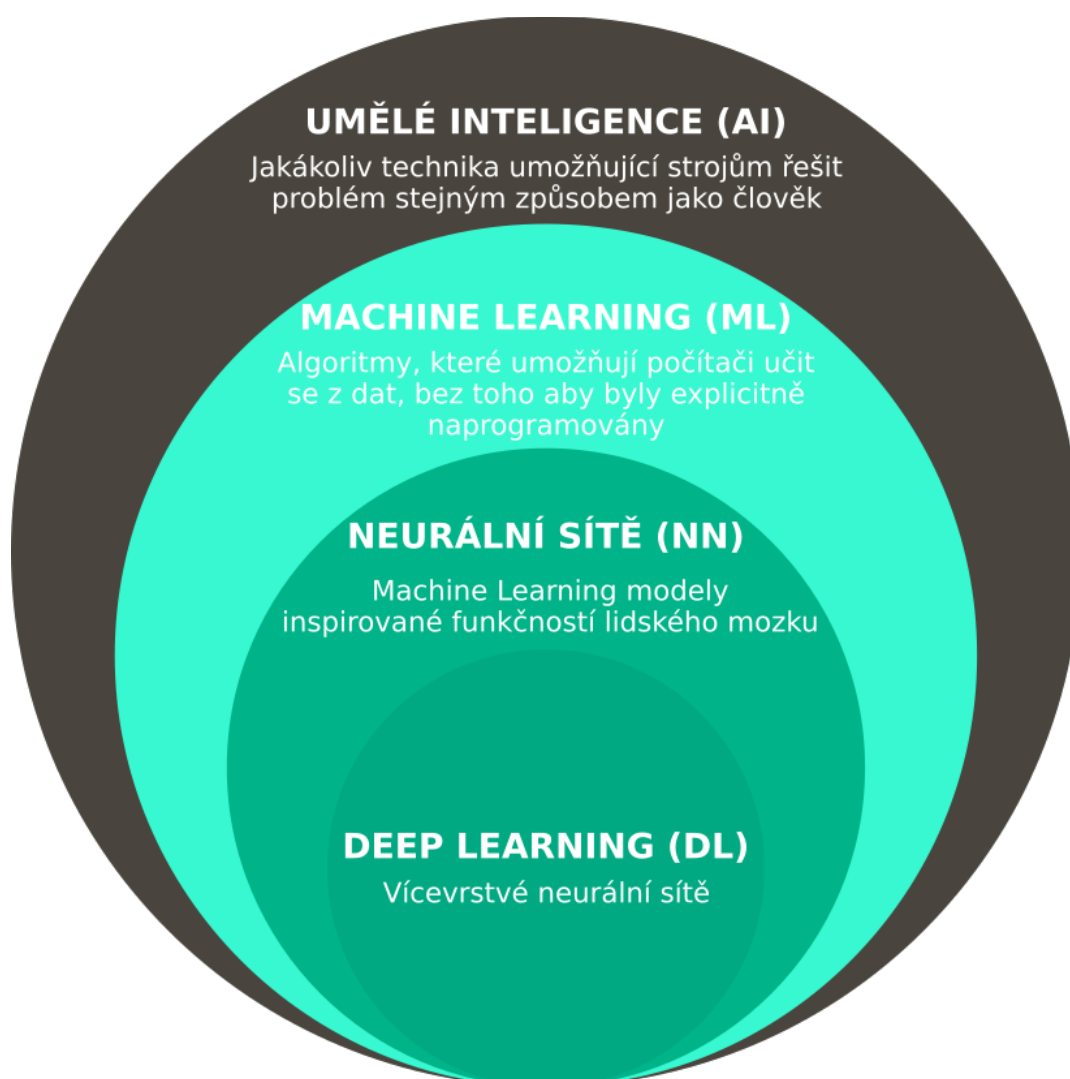 UMĚLÉ INTELIGENCE (AI)
Jakákoliv technika umožňující strojům řešit
problém stejným způsobem jako člověk
MACHINE LEARNING (ML)
Algoritmy, které umožňují počítači učit
se z dat, bez toho aby byly explicitně
naprogramovány
NEURÁLNÍ SÍTĚ (NN)
Machine Learning modely
inspirované funkčností lidského mozku
DEEP LEARNING (DL)
Vícevrstvé neurální sítě